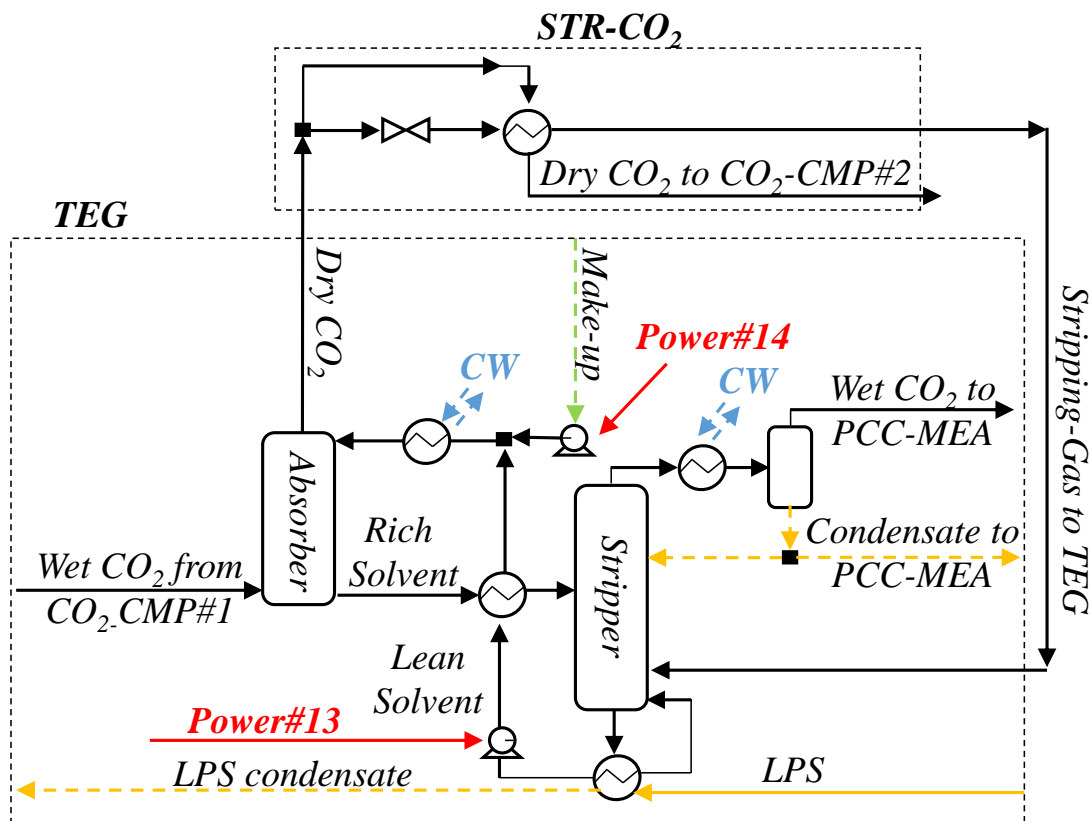 STR-CO₂
Dry CO₂ to CO₂-CMP#2
TEG
Dry CO₂
Make-up
Power#14
CW
CW
Wet CO₂ to
PCC-MEA
Stripping-Gas to TEG
Absorber
Rich
Solvent
Stripper
Condensate to
PCC-MEA
Wet CO₂ from
CO₂-CMP#1
Lean
Solvent
Power#13
LPS condensate
LPS